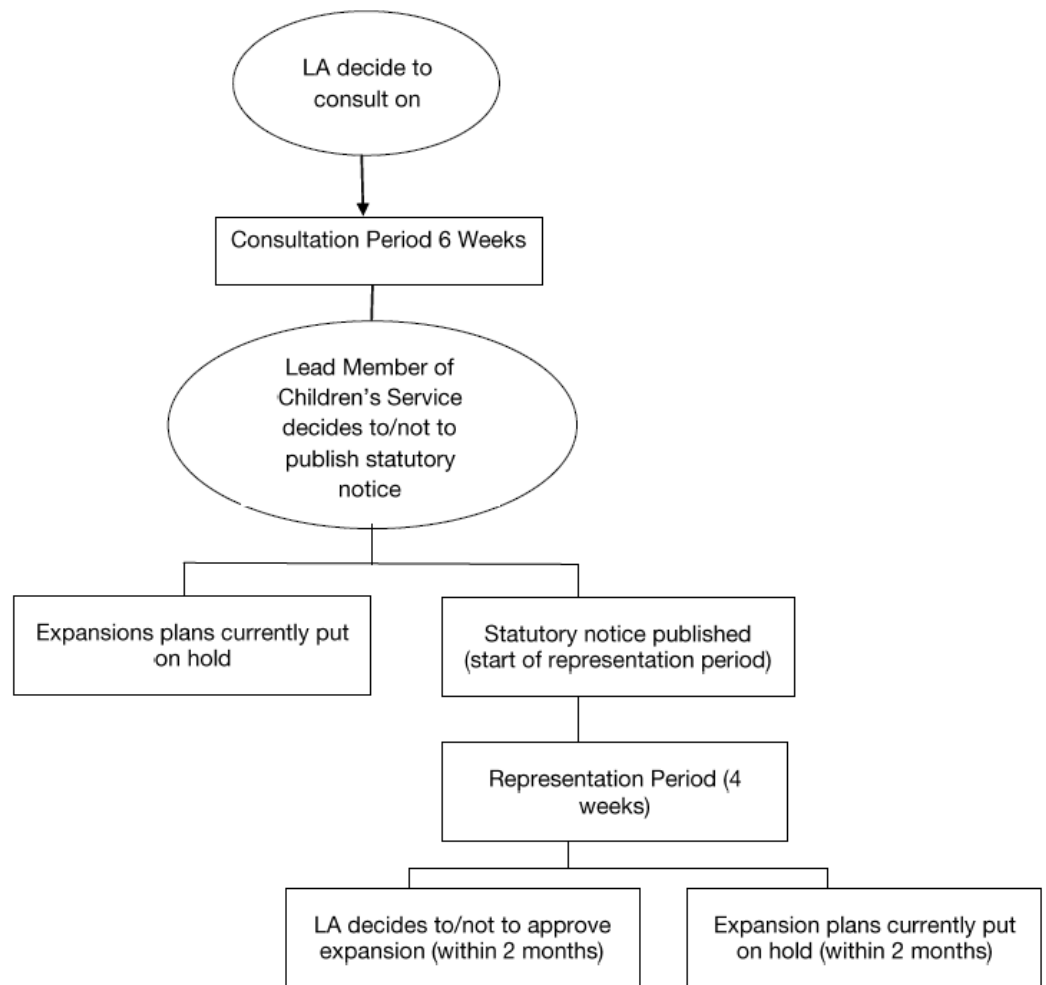 LA decide to
consult on
Consultation Period 6 Weeks
Lead Member of
Children’s Service
decides to/not to
publish statutory
notice
Expansions plans currently put
on hold
Statutory notice published
(start of representation period)
Representation Period (4
weeks)
LA decides to/not to approve
expansion (within 2 months)
Expansion plans currently put
on hold (within 2 months)